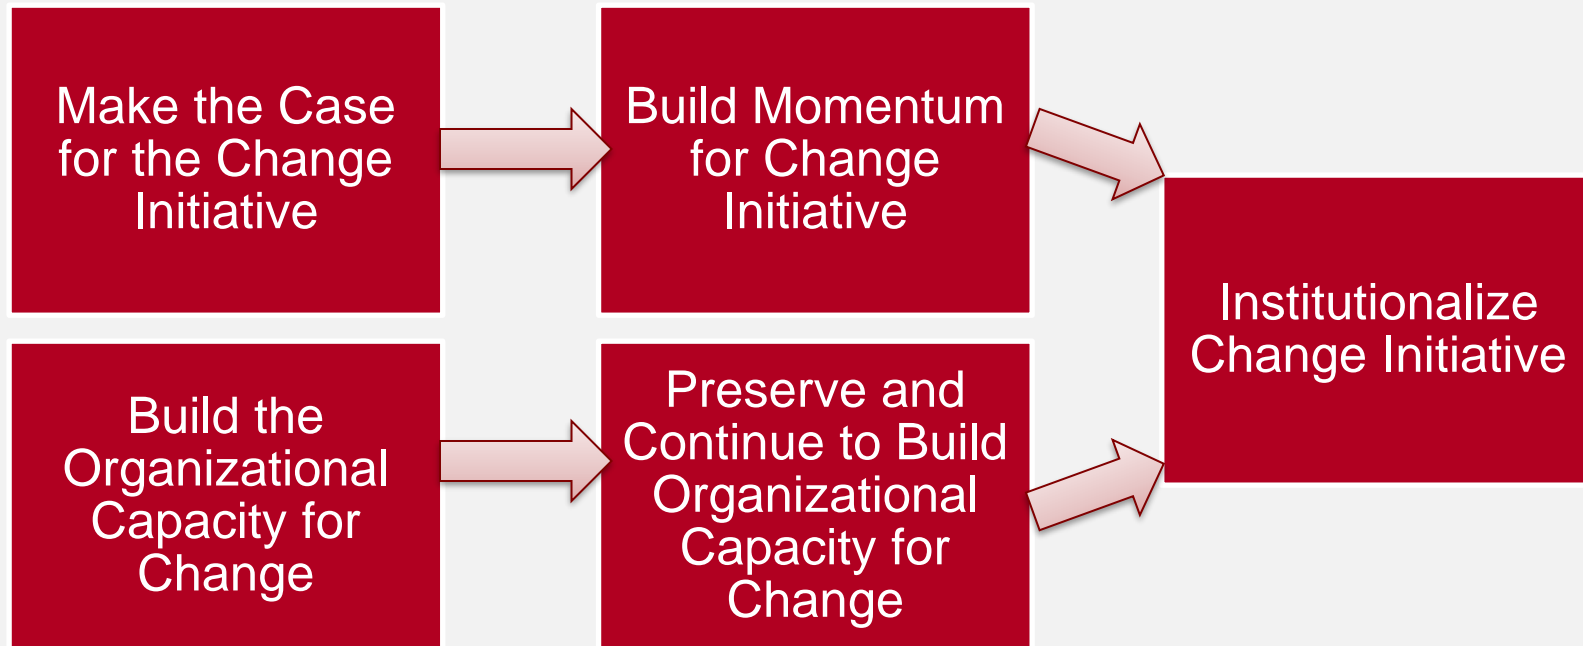 Make the Case
for the Change
Initiative
Build Momentum
for Change
Initiative
Institutionalize
Change Initiative
Build the
Organizational
Capacity for
Change
Preserve and
Continue to Build
Organizational
Capacity for
Change